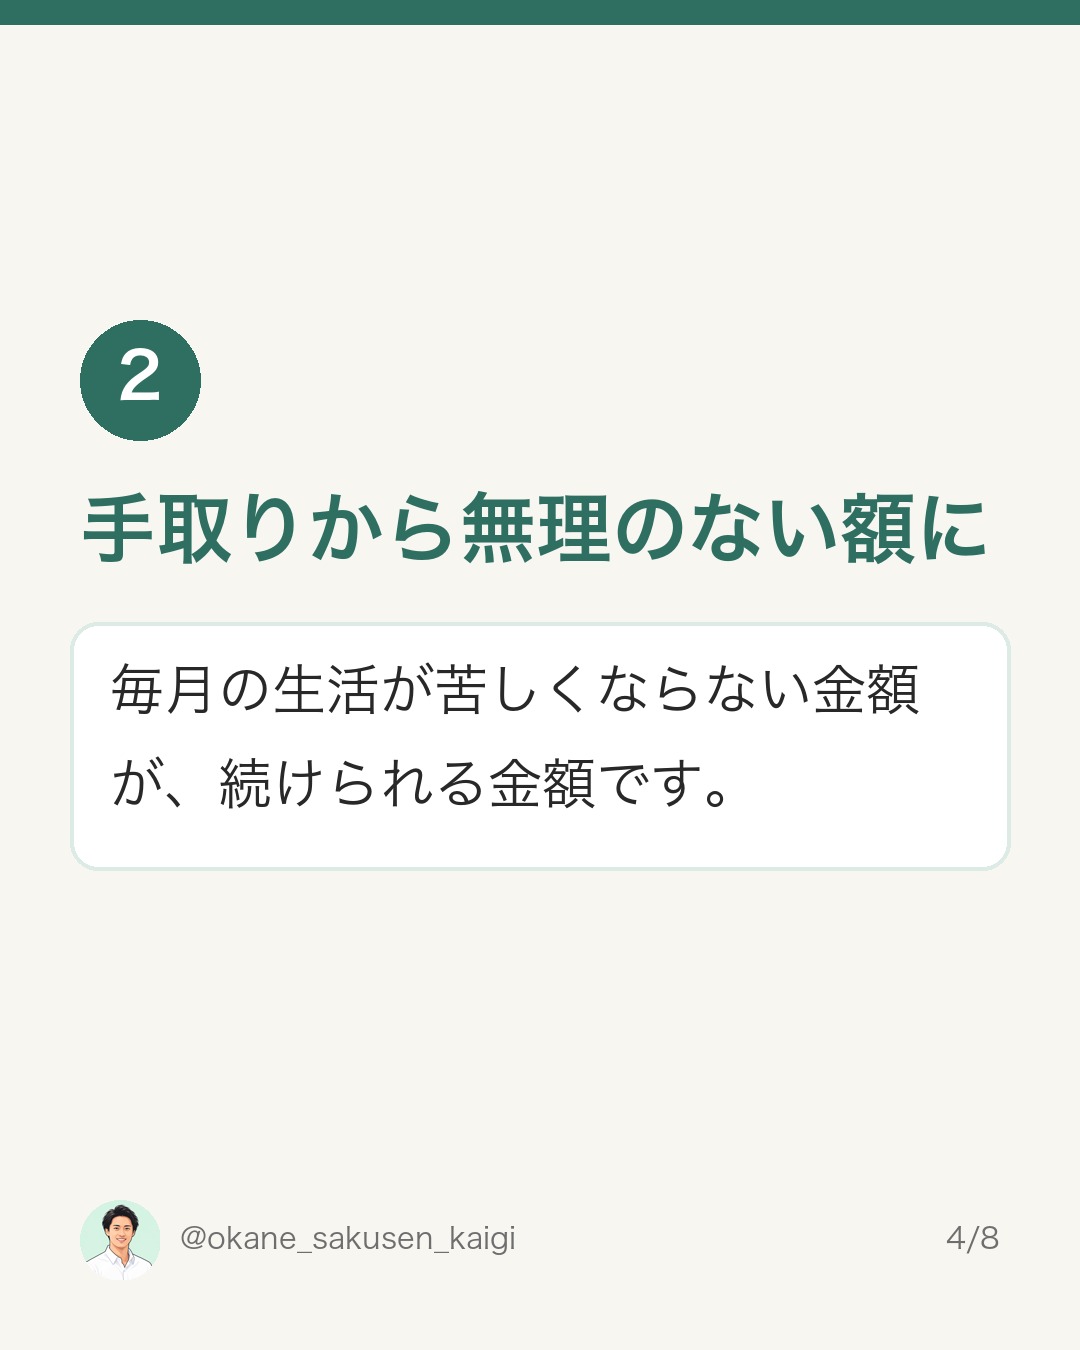 2
手取りから無理のない額に
毎月の生活が苦しくならない金額
が、続けられる金額です。
@okane_sakusen_kaigi
4/8